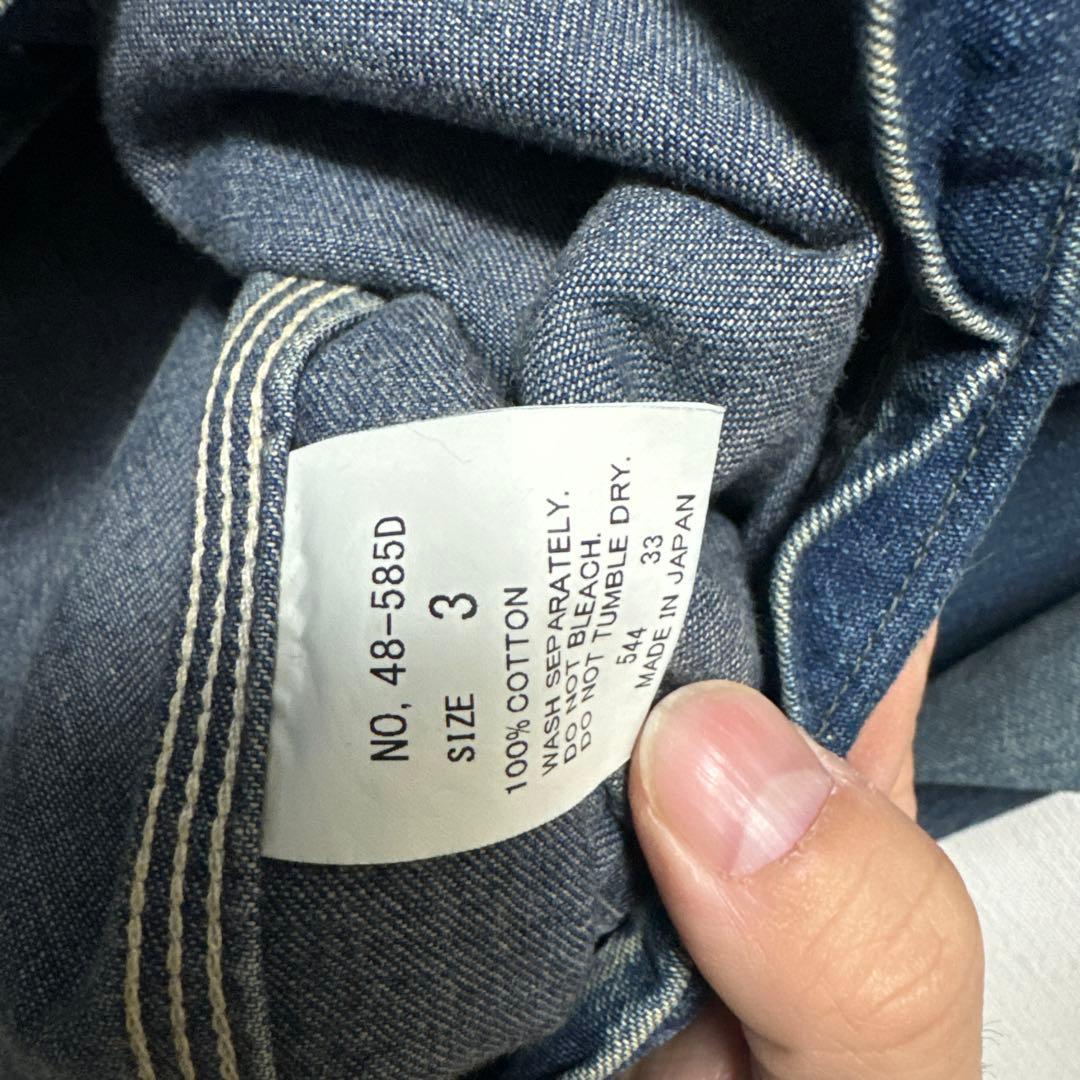 NO, 48-585D
SIZE 3
100% COTTON
WASH SEPARATELY.
DO NOT BLEACH.
DO NOT TUMBLE DRY.
544 33
MADE IN JAPAN